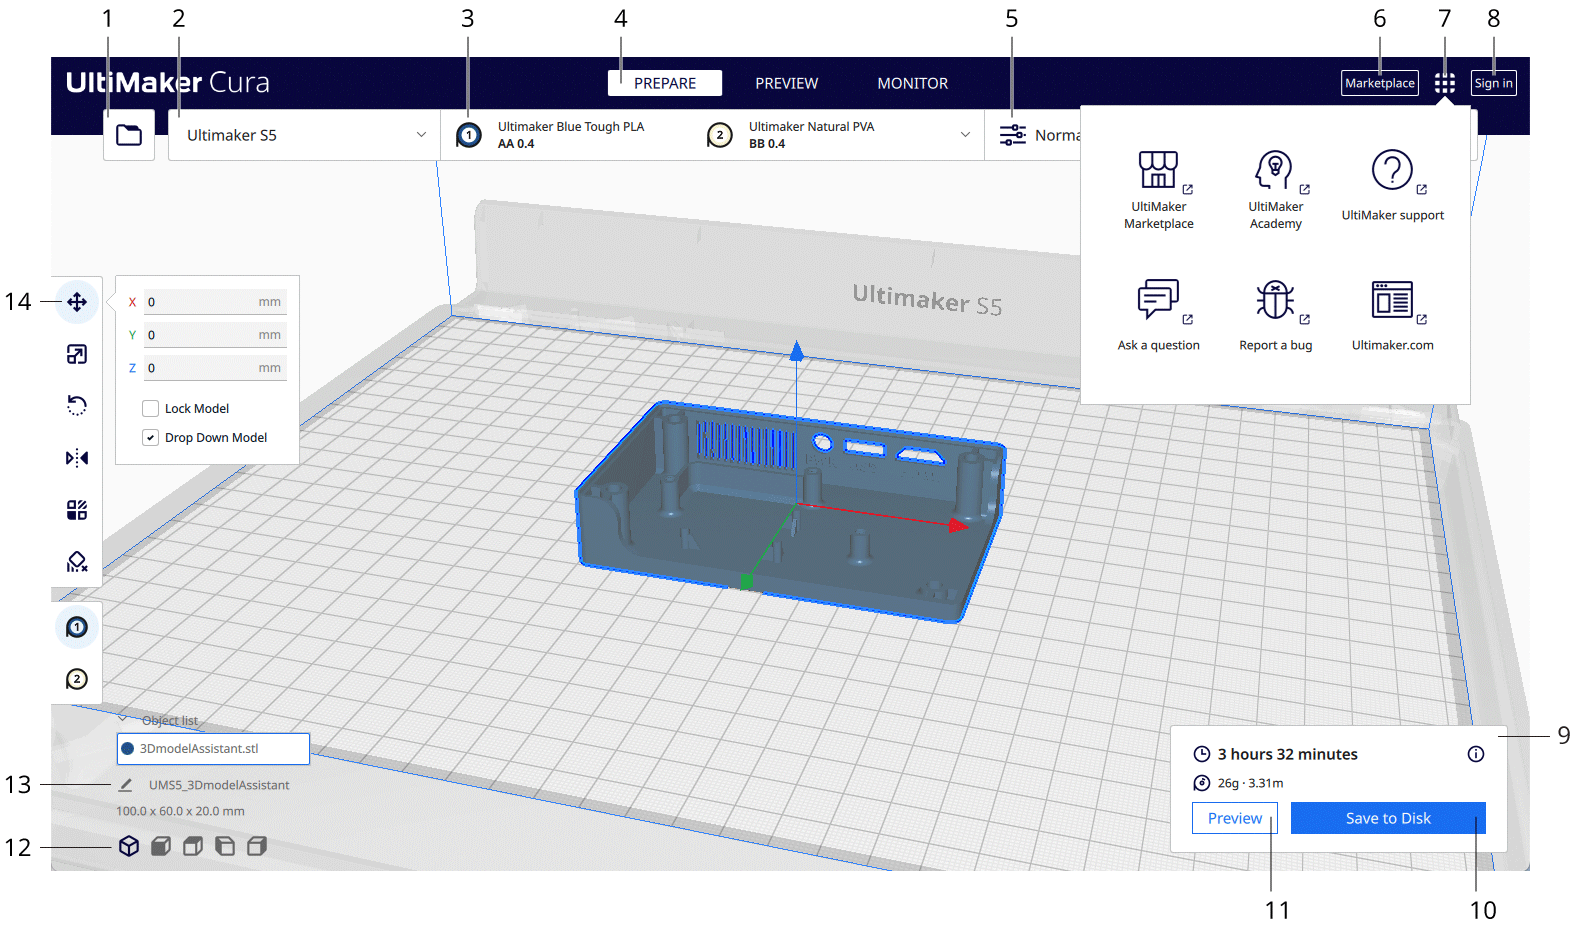 1 2 3 4 5 6 7 8
UltiMaker Cura
PREPARE PREVIEW MONITOR
Marketplace Sign in
Ultimaker S5
1 Ultimaker Blue Tough PLA
AA 0.4
2 Ultimaker Natural PVA
BB 0.4
Norma
UltiMaker
Marketplace
UltiMaker
Academy
UltiMaker support
Ask a question
Report a bug
Ultimaker.com
14
X 0 mm
Y 0 mm
Z 0 mm
Lock Model
Drop Down Model
Ultimaker S5
1
2
Object list
3DmodelAssistant.stl
13 UMS5_3DmodelAssistant
100.0 x 60.0 x 20.0 mm
12
9
3 hours 32 minutes
26g · 3.31m
Preview Save to Disk
11 10